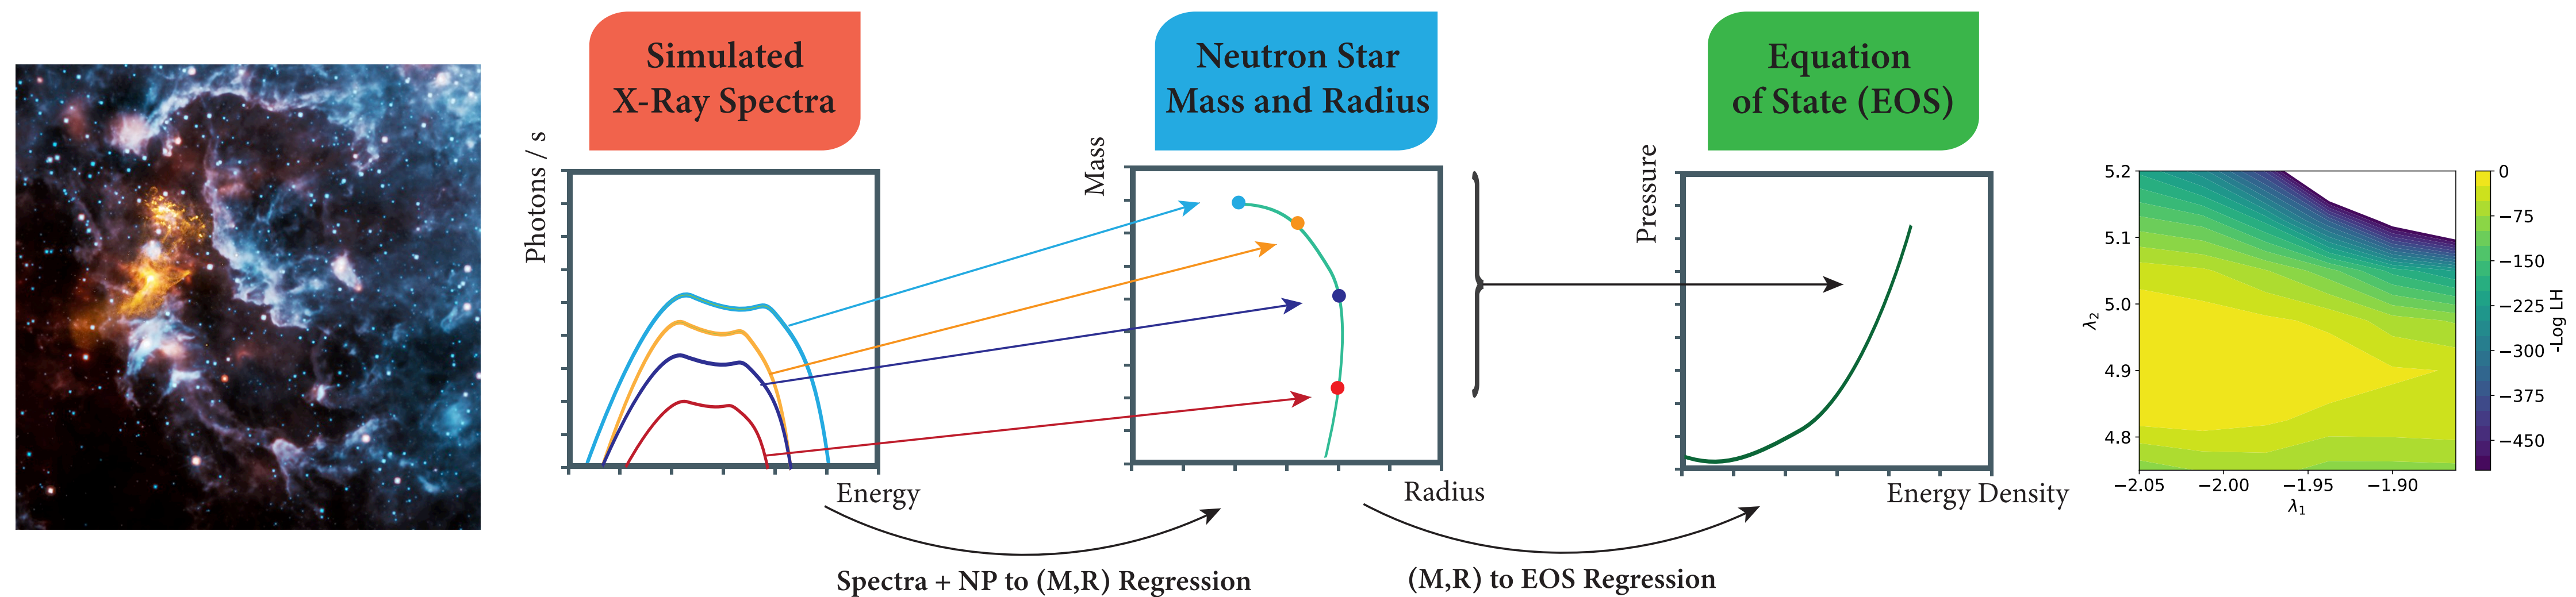 Simulated
X-Ray Spectra
Photons / s
Energy
Neutron Star
Mass and Radius
Mass
Radius
Equation
of State (EOS)
Pressure
Energy Density
Spectra + NP to (M,R) Regression
(M,R) to EOS Regression
5.2
5.1
5.0
4.9
4.8
λ2
−2.05 −2.00 −1.95 −1.90
λ1
0
−75
−150
−225
−300
−375
−450
-Log LH